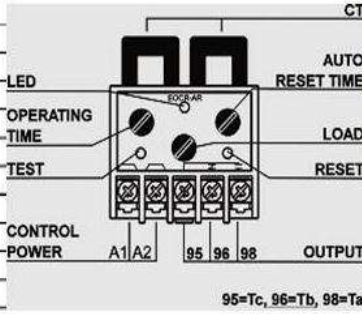 CT
AUTO
RESET TIME
LED
EOCR-AR
OPERATING
TIME
LOAD
TEST
RESET
CONTROL
POWER
A1 A2
95 96 98
OUTPUT
95=Tc, 96=Tb, 98=Ta